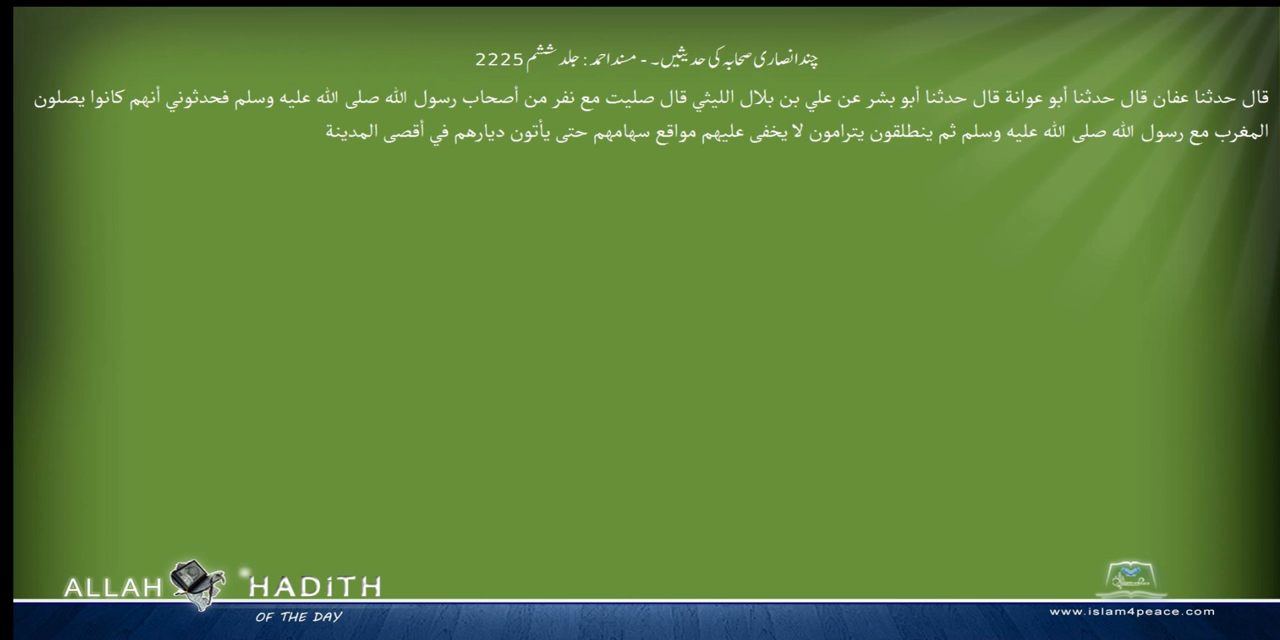 چند انصاری صحابہ کی حدیثیں۔ - مسند احمد : جلد ششم 2225
قال حدثنا عفان قال حدثنا أبو عوانة قال حدثنا أبو بشر عن علي بن بلال الليثي قال صليت مع نفر من أصحاب رسول الله صلى الله عليه وسلم فحدثوني أنهم كانوا يصلون
المغرب مع رسول الله صلى الله عليه وسلم ثم ينطلقون يترامون لا يخفى عليهم مواقع سهامهم حتى يأتون ديارهم في أقصى المدينة
ALLAH HADITH
OF THE DAY
www.islam4peace.com